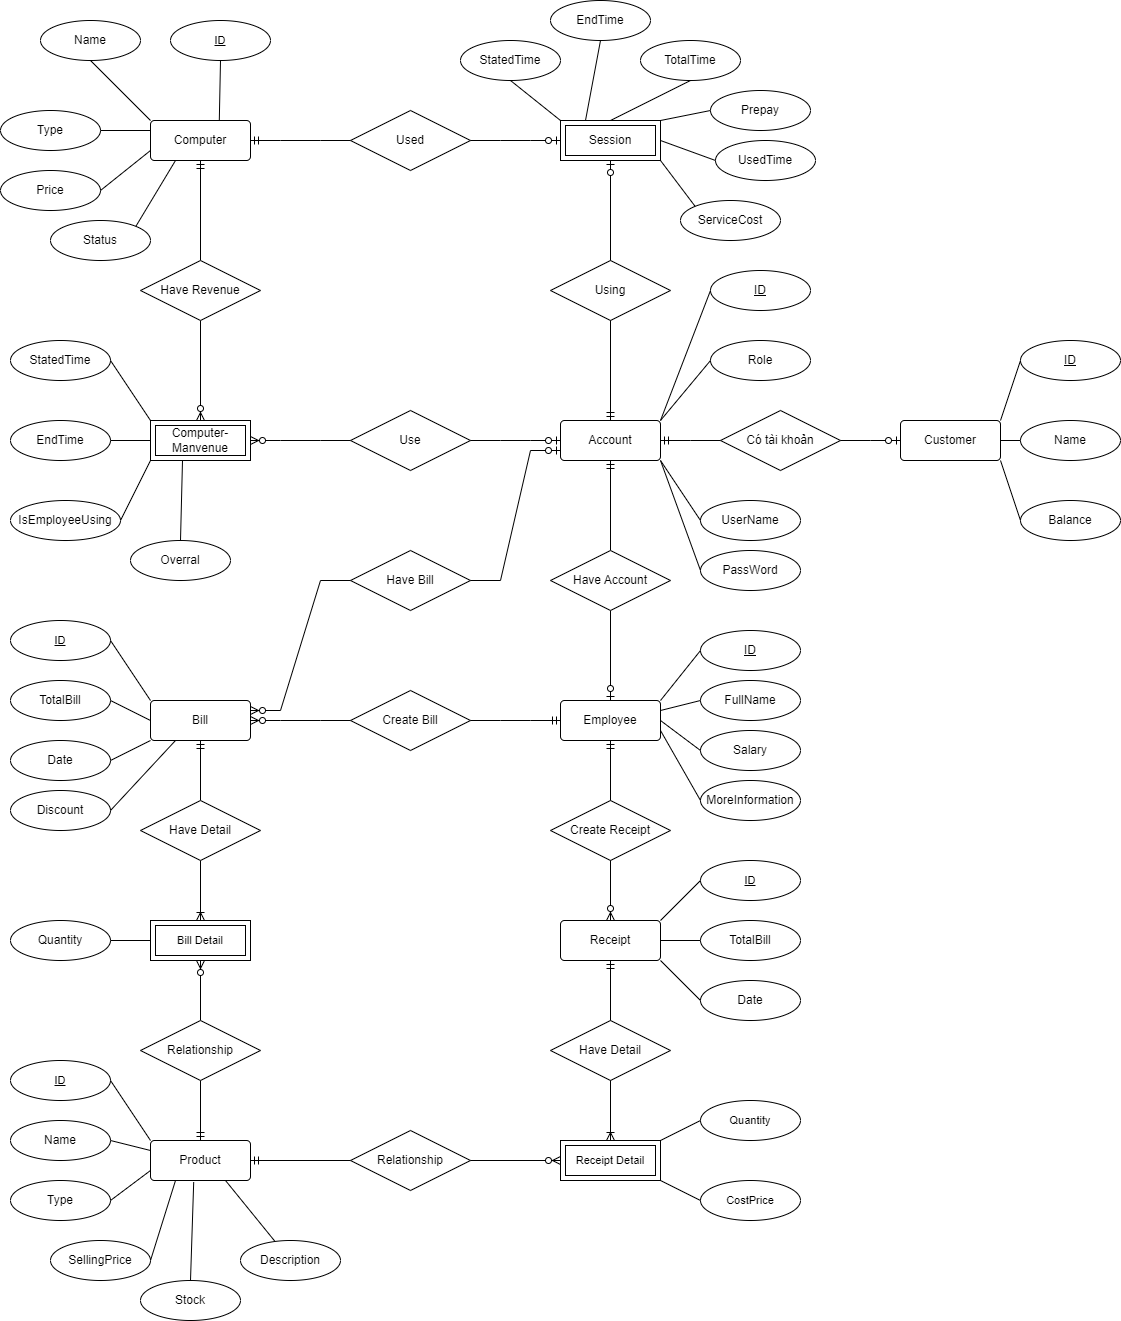 EndTime
Name
ID
StatedTime
TotalTime
Prepay
Type
Computer
Used
Session
UsedTime
Price
ServiceCost
Status
Have Revenue
Using
ID
StatedTime
Role
ID
EndTime
Computer-
Manvenue
Use
Account
Có tài khoản
Customer
Name
IsEmployeeUsing
UserName
Balance
Overral
PassWord
Have Bill
Have Account
ID
ID
TotalBill
FullName
Bill
Create Bill
Employee
Date
Salary
Discount
MoreInformation
Have Detail
Create Receipt
ID
Quantity
Bill Detail
Receipt
TotalBill
Date
Relationship
Have Detail
ID
Quantity
Name
Product
Relationship
Receipt Detail
Type
CostPrice
SellingPrice
Description
Stock